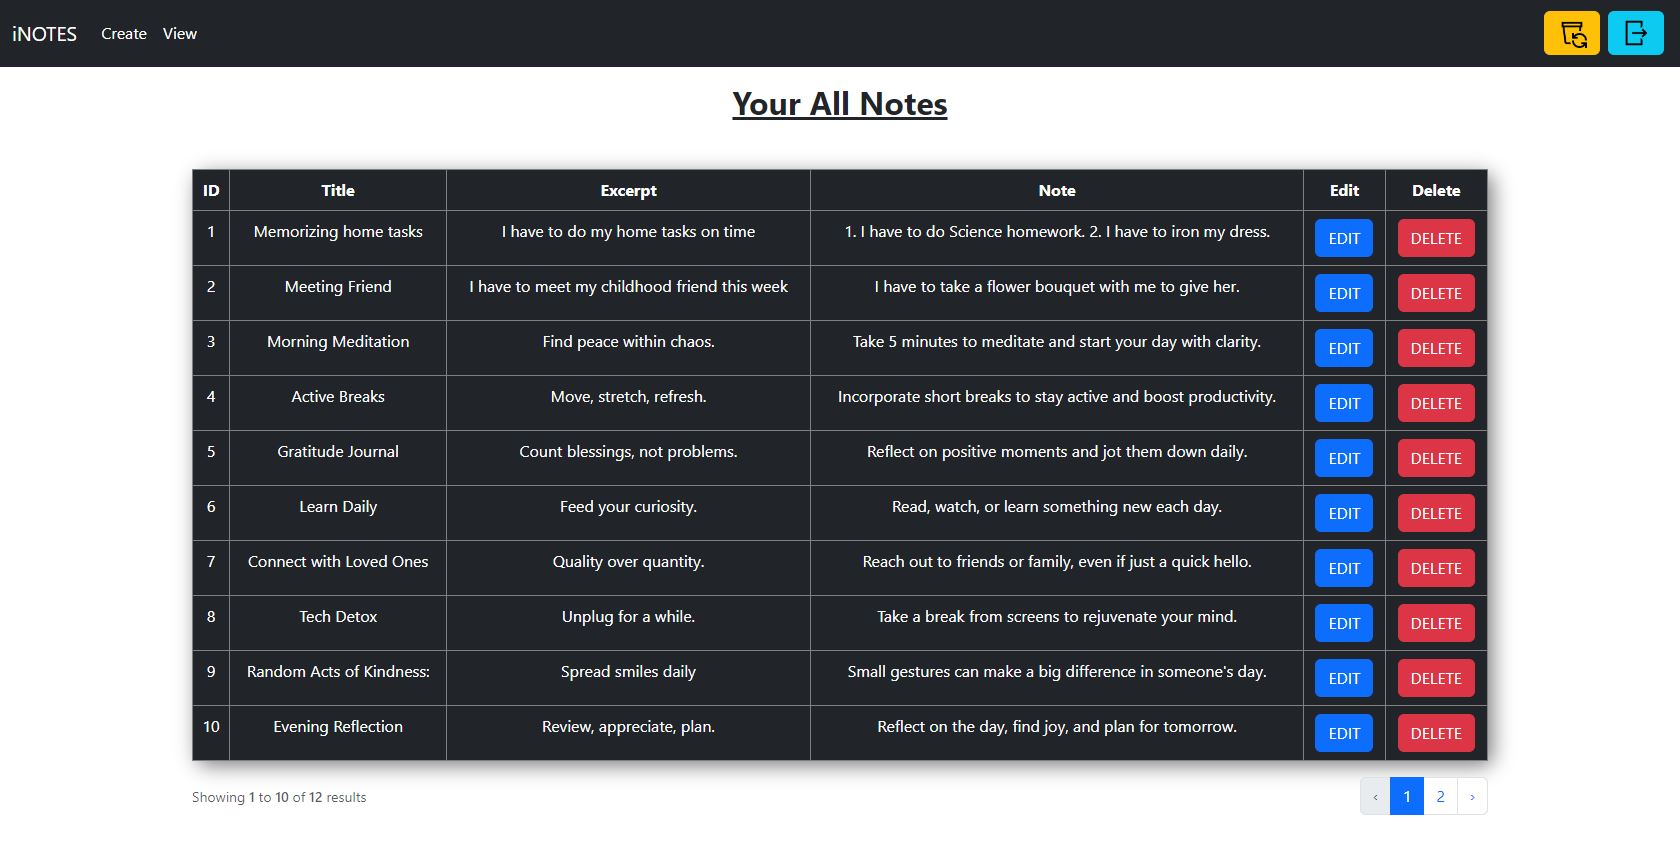 iNOTES Create View
Your All Notes
ID Title Excerpt Note Edit Delete
1 Memorizing home tasks I have to do my home tasks on time 1. I have to do Science homework. 2. I have to iron my dress. EDIT DELETE
2 Meeting Friend I have to meet my childhood friend this week I have to take a flower bouquet with me to give her. EDIT DELETE
3 Morning Meditation Find peace within chaos. Take 5 minutes to meditate and start your day with clarity. EDIT DELETE
4 Active Breaks Move, stretch, refresh. Incorporate short breaks to stay active and boost productivity. EDIT DELETE
5 Gratitude Journal Count blessings, not problems. Reflect on positive moments and jot them down daily. EDIT DELETE
6 Learn Daily Feed your curiosity. Read, watch, or learn something new each day. EDIT DELETE
7 Connect with Loved Ones Quality over quantity. Reach out to friends or family, even if just a quick hello. EDIT DELETE
8 Tech Detox Unplug for a while. Take a break from screens to rejuvenate your mind. EDIT DELETE
9 Random Acts of Kindness: Spread smiles daily Small gestures can make a big difference in someone's day. EDIT DELETE
10 Evening Reflection Review, appreciate, plan. Reflect on the day, find joy, and plan for tomorrow. EDIT DELETE
Showing 1 to 10 of 12 results ‹ 1 2 ›